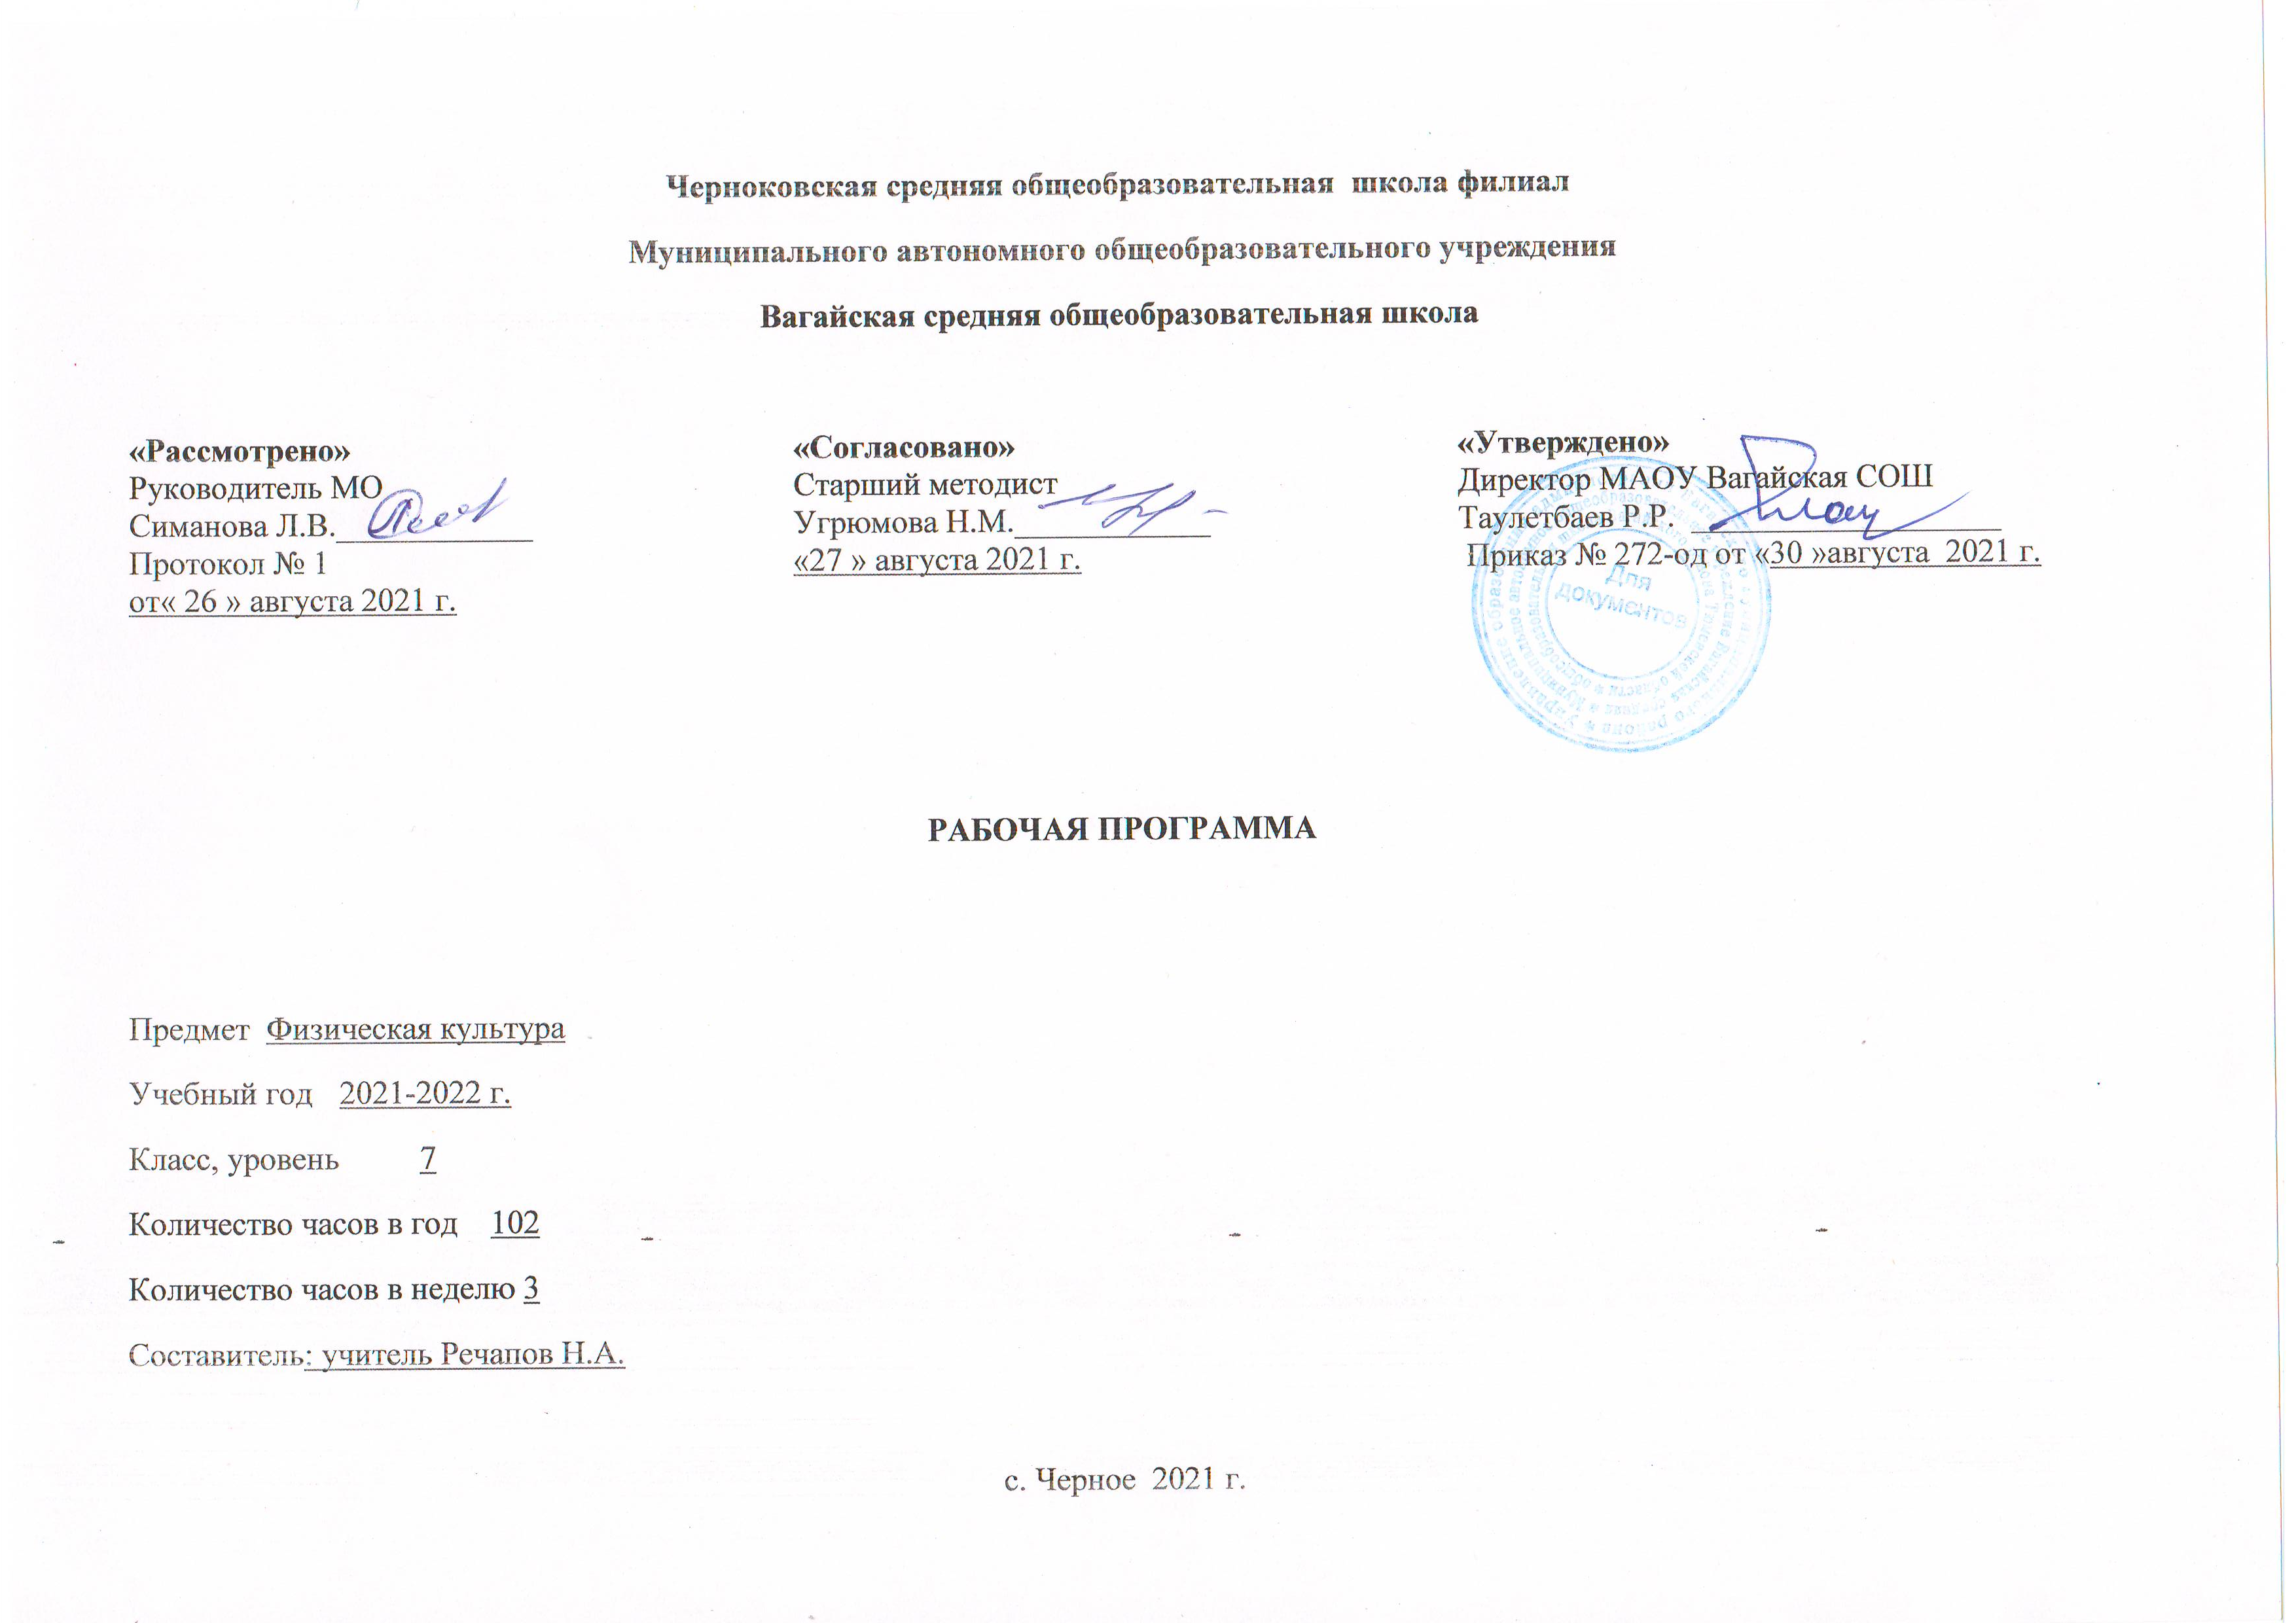 Черноковская средняя общеобразовательная школа филиал
Муниципального автономного общеобразовательного учреждения
Вагайская средняя общеобразовательная школа
«Рассмотрено»
Руководитель МО
Симанова Л.В.____________
Протокол № 1
от« 26 » августа 2021 г.
«Согласовано»
Старший методист
Угрюмова Н.М.____________
«27 » августа 2021 г.
«Утверждено»
Директор МАОУ Вагайская СОШ
Таулетбаев Р.Р. ___________________
Приказ № 272-од от «30 »августа 2021 г.
Для
документов
РАБОЧАЯ ПРОГРАММА
Предмет Физическая культура
Учебный год 2021-2022 г.
Класс, уровень 7
Количество часов в год 102
Количество часов в неделю 3
Составитель: учитель Речапов Н.А.
с. Черное 2021 г.